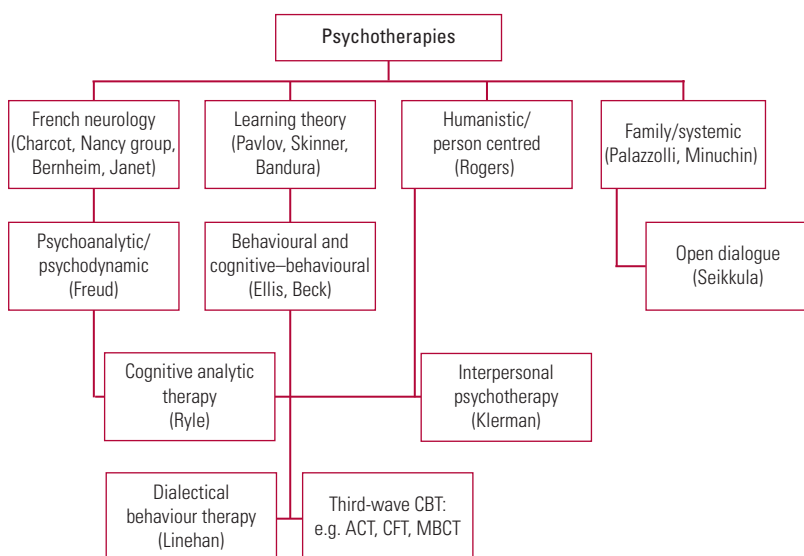 Psychotherapies
French neurology
(Charcot, Nancy group,
Bernheim, Janet)
Learning theory
(Pavlov, Skinner,
Bandura)
Humanistic/
person centred
(Rogers)
Family/systemic
(Palazzolli, Minuchin)
Psychoanalytic/
psychodynamic
(Freud)
Behavioural and
cognitive–behavioural
(Ellis, Beck)
Open dialogue
(Seikkula)
Cognitive analytic
therapy
(Ryle)
Interpersonal
psychotherapy
(Klerman)
Dialectical
behaviour therapy
(Linehan)
Third-wave CBT:
e.g. ACT, CFT, MBCT